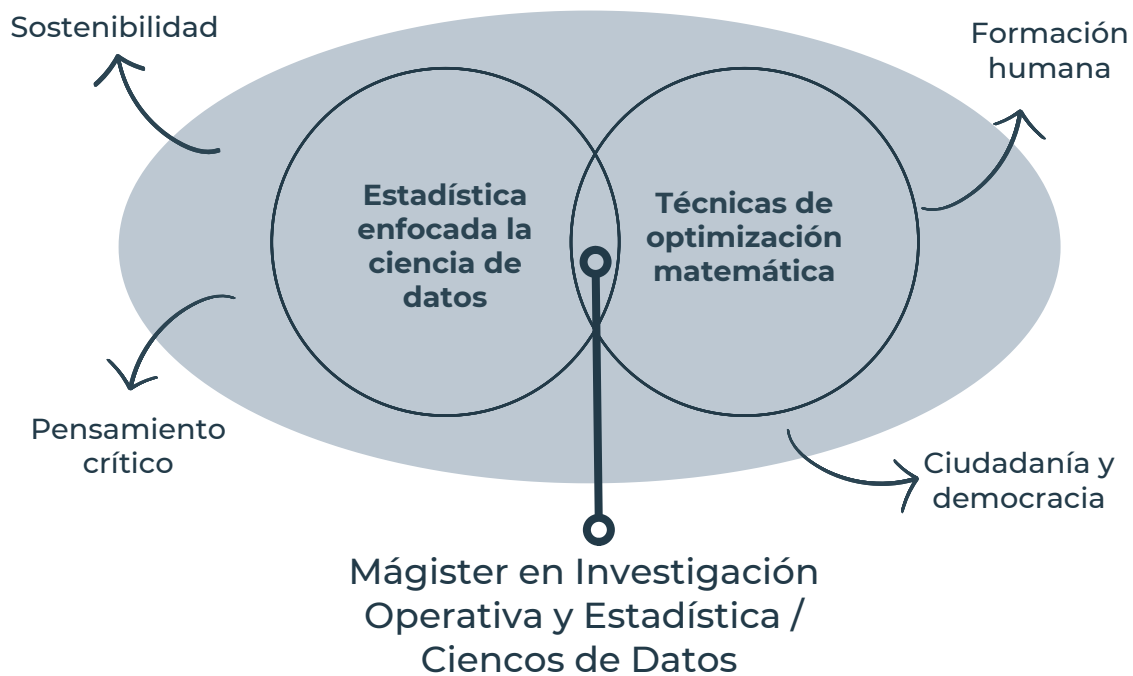 Sostenibilidad
Formación
humana
Estadística
enfocada la
ciencia de
datos
Técnicas de
optimización
matemática
Pensamiento
crítico
Ciudadanía y
democracia
Mágister en Investigación
Operativa y Estadística /
Ciencos de Datos